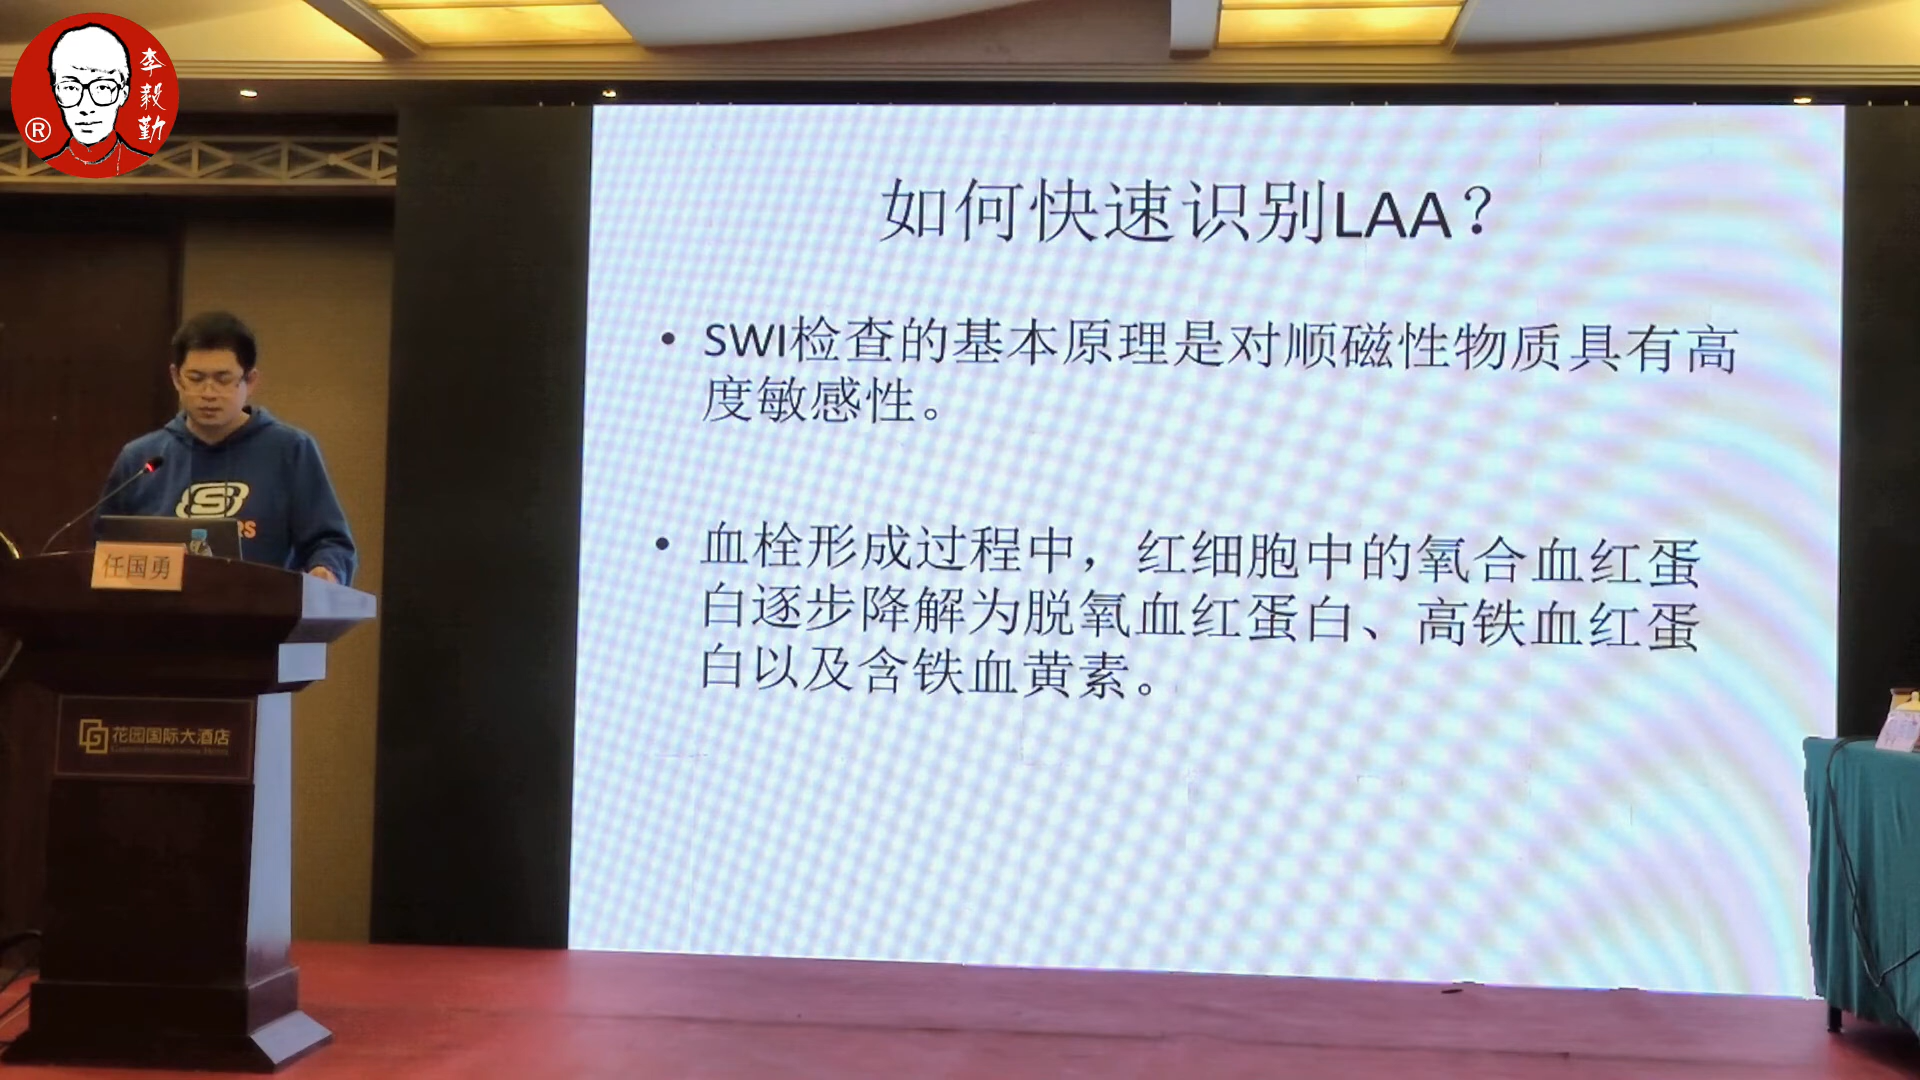 李毅勤
®
如何快速识别LAA？
• SWI检查的基本原理是对顺磁性物质具有高
度敏感性。
• 血栓形成过程中，红细胞中的氧合血红蛋
白逐步降解为脱氧血红蛋白、高铁血红蛋
白以及含铁血黄素。
S
RS
任国勇
花园国际大酒店